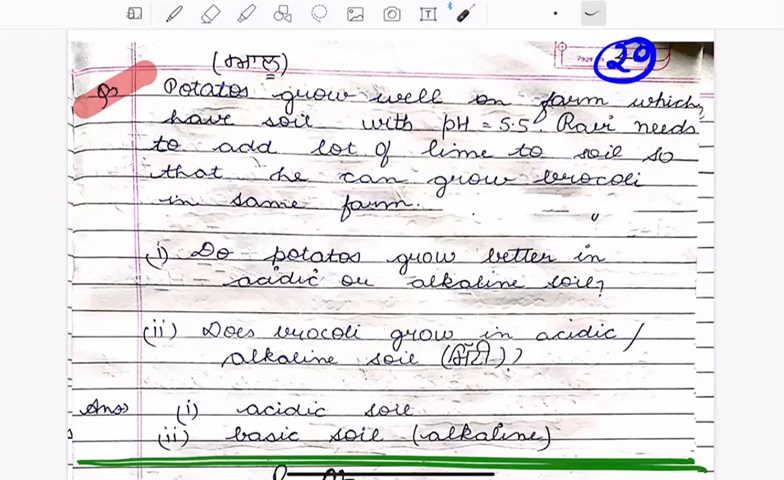 (ਆਲੂ)
20
Q⟩ Potatos grow well on farm which
have soil with pH = 5.5. Ravi needs
to add lot of lime to soil so
that he can grow brocoli
in same farm.
i) Do potatos grow better in
acidic or alkaline soil?
(ii) Does brocoli grow in acidic /
alkaline soil (ਮਿੱਟੀ)?
Ans⟩ (i) acidic soil
(ii) basic soil (alkaline)